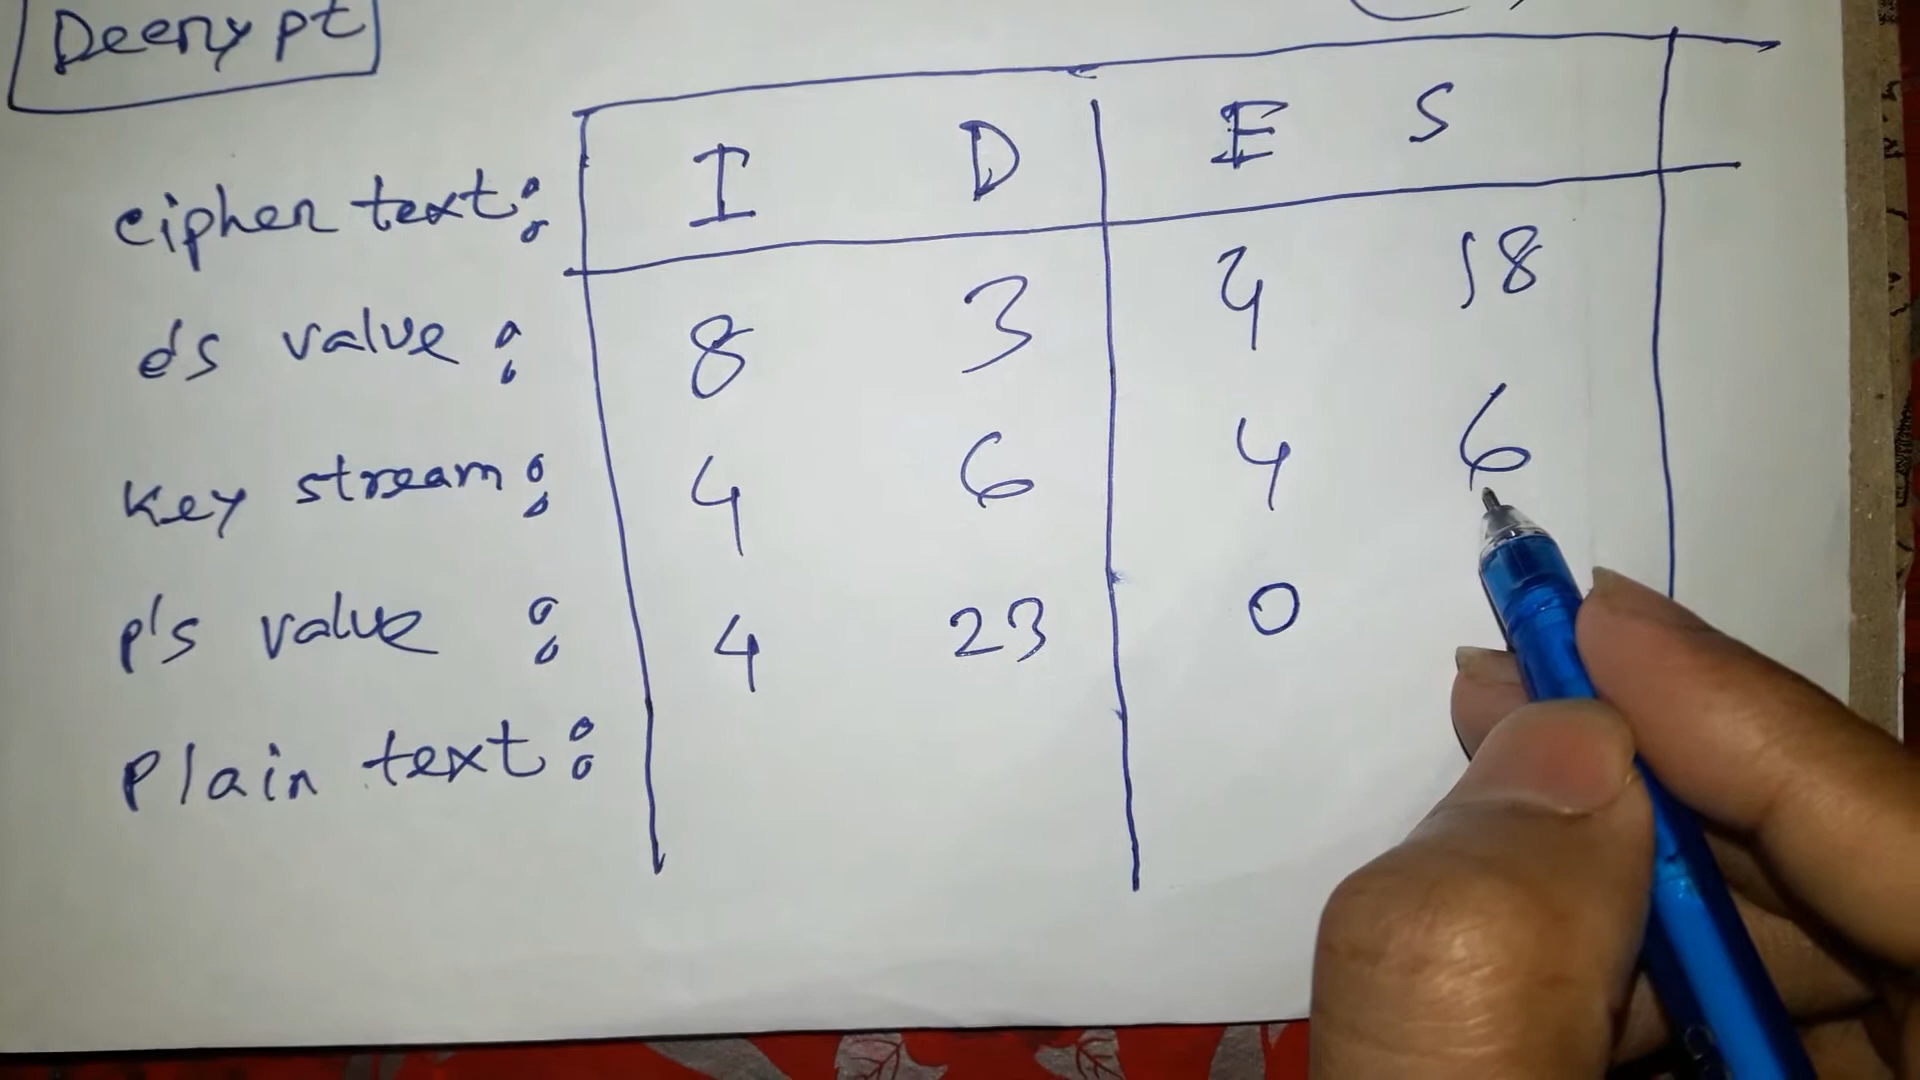 Decrypt
cipher text: I D E S
c's value: 8 3 4 18
key stream: 4 6 4 6
p's value: 4 23 0
plain text: